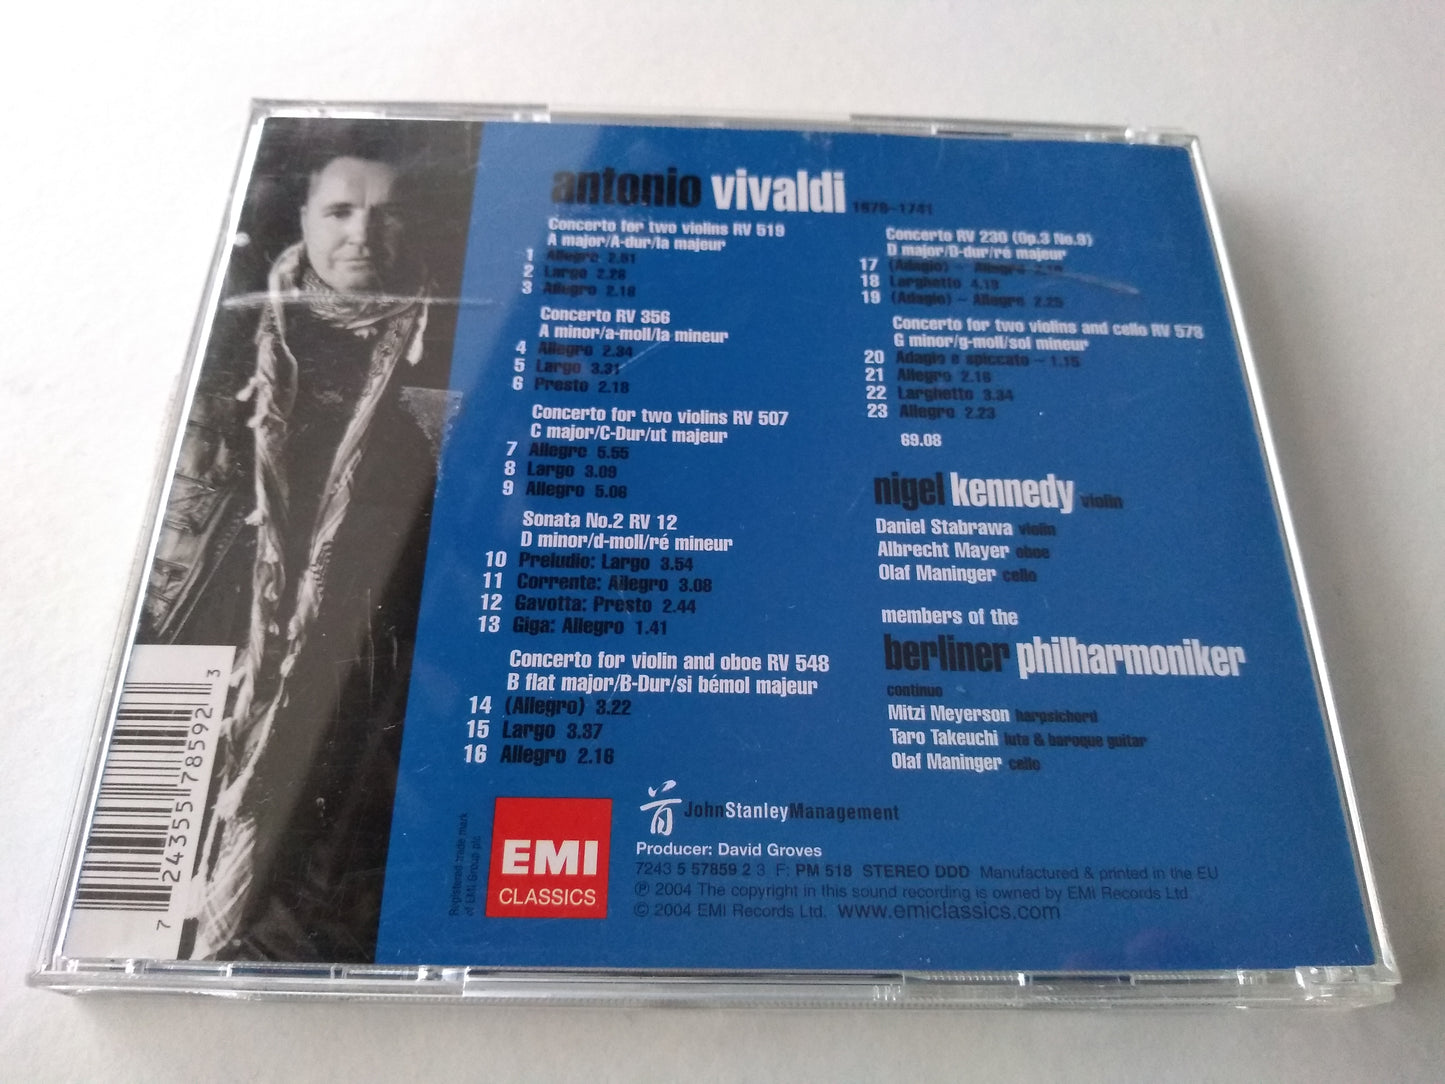 antonio vivaldi 1678–1741
Concerto for two violins RV 519
A major/A-dur/la majeur
1 Allegro 2.51
2 Largo 2.26
3 Allegro 2.18
Concerto RV 356
A minor/a-moll/la mineur
4 Allegro 2.34
5 Largo 3.31
6 Presto 2.18
Concerto for two violins RV 507
C major/C-Dur/ut majeur
7 Allegro 5.55
8 Largo 3.09
9 Allegro 5.06
Sonata No.2 RV 12
D minor/d-moll/ré mineur
10 Preludio: Largo 3.54
11 Corrente: Allegro 3.08
12 Gavotta: Presto 2.44
13 Giga: Allegro 1.41
Concerto for violin and oboe RV 548
B flat major/B-Dur/si bémol majeur
14 (Allegro) 3.22
15 Largo 3.37
16 Allegro 2.16
Concerto RV 230 (Op.3 No.9)
D major/D-dur/ré majeur
17 (Adagio) – Allegro
18 Larghetto 4.19
19 (Adagio) – Allegro 2.25
Concerto for two violins and cello RV 578
G minor/g-moll/sol mineur
20 Adagio e spiccato – 1.15
21 Allegro 2.16
22 Larghetto 3.34
23 Allegro 2.23
69.08
nigel kennedy violin
Daniel Stabrawa violin
Albrecht Mayer oboe
Olaf Maninger cello
members of the
berliner philharmoniker
continuo
Mitzi Meyerson harpsichord
Taro Takeuchi lute & baroque guitar
Olaf Maninger cello
JohnStanleyManagement
Producer: David Groves
7243 5 57859 2 3 F: PM 518 STEREO DDD Manufactured & printed in the EU
℗ 2004 The copyright in this sound recording is owned by EMI Records Ltd.
© 2004 EMI Records Ltd. www.emiclassics.com
EMI
CLASSICS
Registered trade mark
of EMI Group plc
7 24355 78592 3